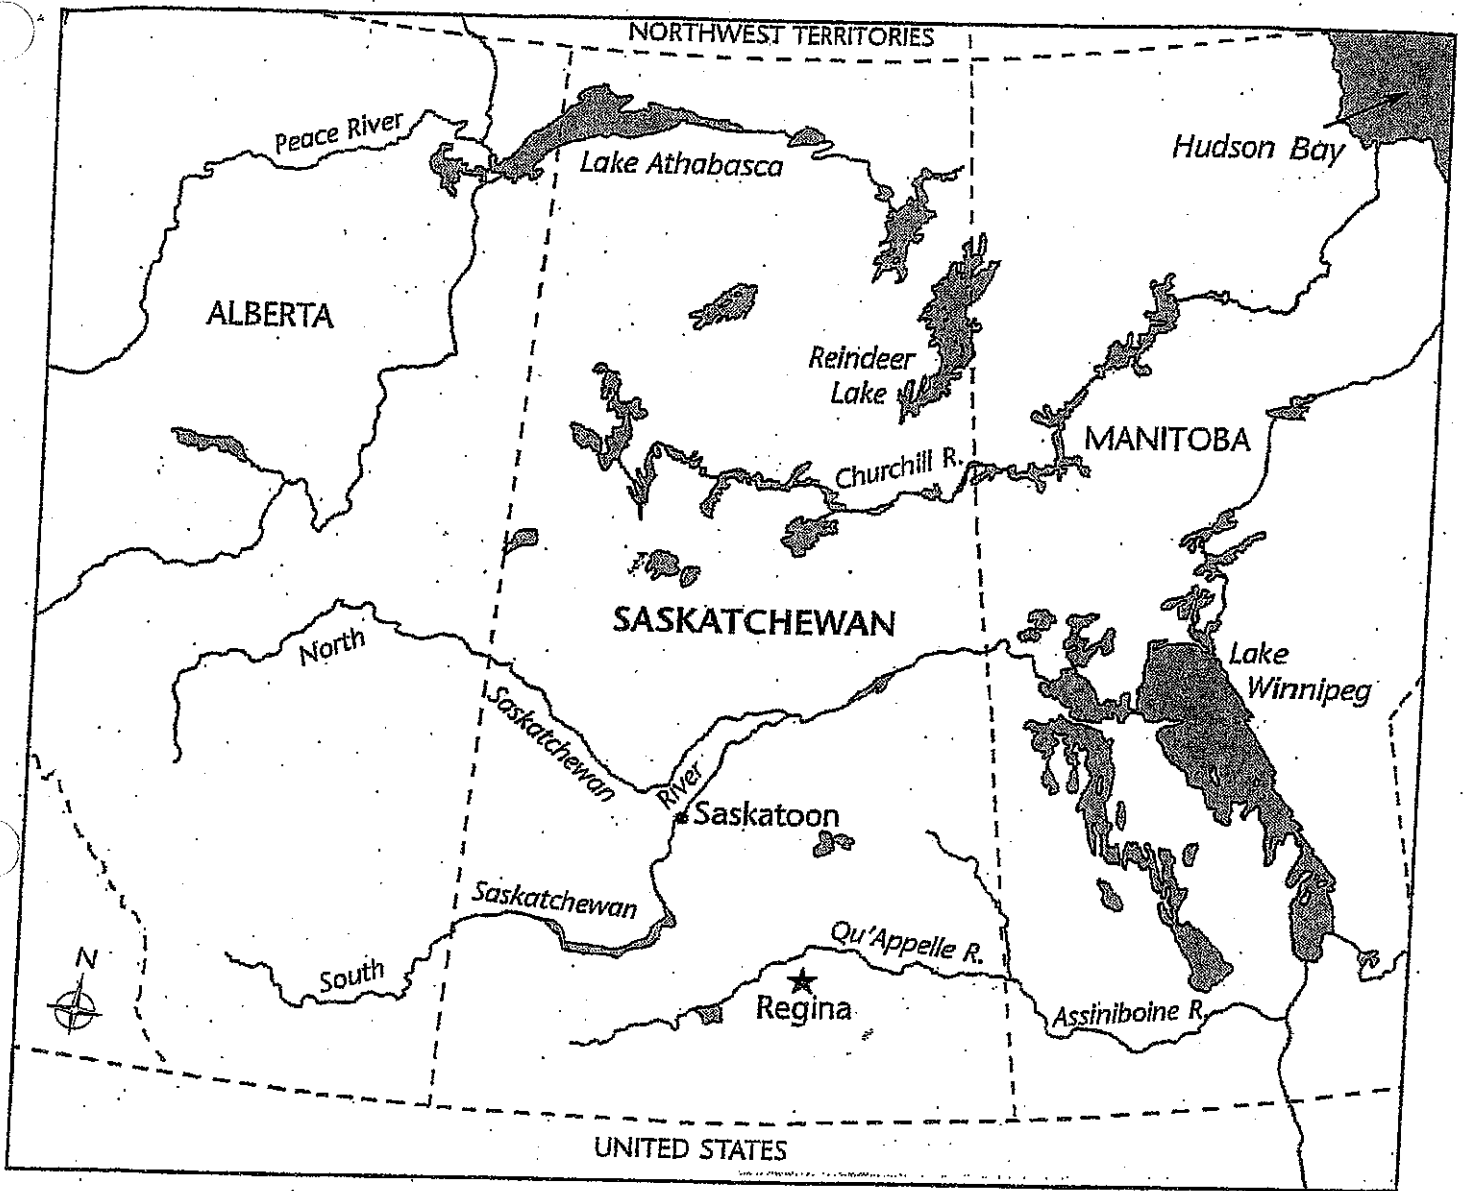 NORTHWEST TERRITORIES
Peace River
Lake Athabasca
Hudson Bay
ALBERTA
Reindeer
Lake
Churchill R.
MANITOBA
SASKATCHEWAN
North
Saskatchewan
River
Lake
Winnipeg
Saskatoon
Saskatchewan
South
Qu'Appelle R.
Regina
Assiniboine R.
N
UNITED STATES